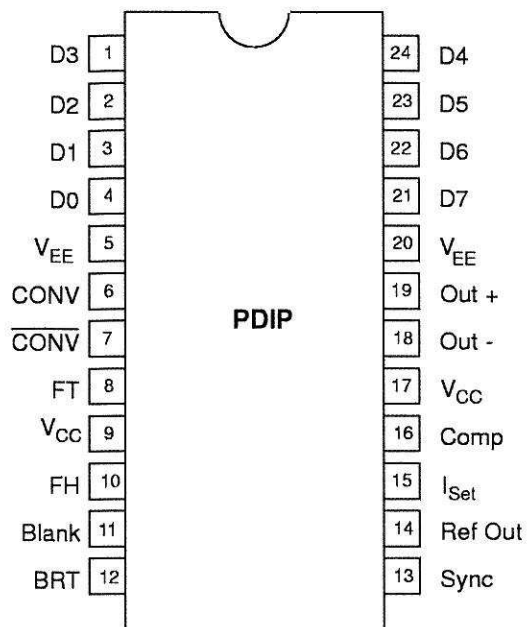 D3 1 24 D4
D2 2 23 D5
D1 3 22 D6
D0 4 21 D7
VEE 5 20 VEE
CONV 6 19 Out +
CONV 7 PDIP 18 Out -
FT 8 17 VCC
VCC 9 16 Comp
FH 10 15 ISet
Blank 11 14 Ref Out
BRT 12 13 Sync